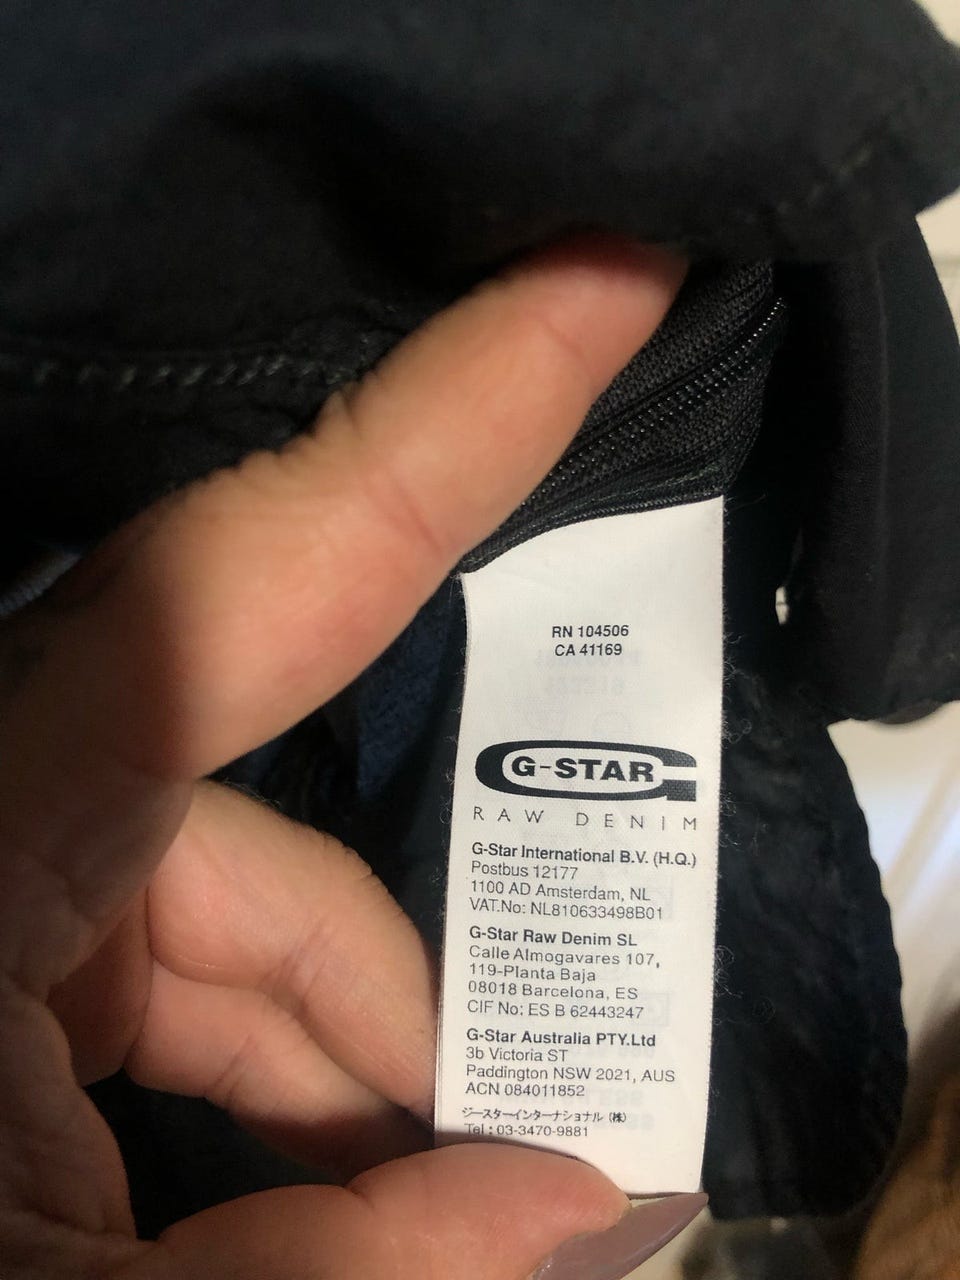 RN 104506
CA 41169
G-STAR
RAW DENIM
G-Star International B.V. (H.Q.)
Postbus 12177
1100 AD Amsterdam, NL
VAT.No: NL810633498B01
G-Star Raw Denim SL
Calle Almogavares 107,
119-Planta Baja
08018 Barcelona, ES
CIF No: ES B 62443247
G-Star Australia PTY.Ltd
3b Victoria ST
Paddington NSW 2021, AUS
ACN 084011852
ジースターインターナショナル (株)
Tel : 03-3470-9881